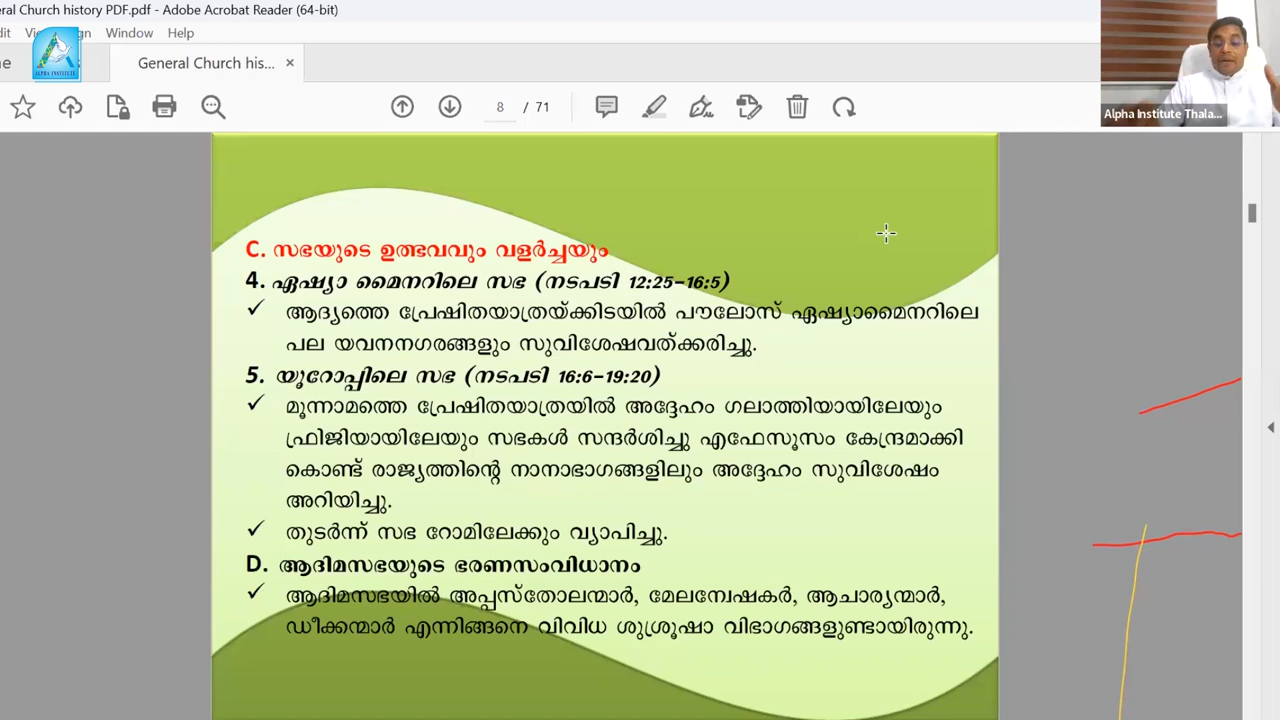 eral Church history PDF.pdf - Adobe Acrobat Reader (64-bit)
Window Help
ALPHA INSTITUTE
General Church his... ×
8 / 71
Alpha Institute Thala...
C. സഭയുടെ ഉത്ഭവവും വളർച്ചയും
4. ഏഷ്യാ മൈനറിലെ സഭ (നടപടി 12:25-16:5)
✓ ആദ്യത്തെ പ്രേഷിതയാത്രയ്ക്കിടയിൽ പൗലോസ് ഏഷ്യാമൈനറിലെ
പല യവനനഗരങ്ങളും സുവിശേഷവത്ക്കരിച്ചു.
5. യൂറോപ്പിലെ സഭ (നടപടി 16:6-19:20)
✓ മൂന്നാമത്തെ പ്രേഷിതയാത്രയിൽ അദ്ദേഹം ഗലാത്തിയായിലേയും
ഫ്രിജിയായിലേയും സഭകൾ സന്ദർശിച്ചു എഫേസൂസം കേന്ദ്രമാക്കി
കൊണ്ട് രാജ്യത്തിന്റെ നാനാഭാഗങ്ങളിലും അദ്ദേഹം സുവിശേഷം
അറിയിച്ചു.
✓ തുടർന്ന് സഭ റോമിലേക്കും വ്യാപിച്ചു.
D. ആദിമസഭയുടെ ഭരണസംവിധാനം
✓ ആദിമസഭയിൽ അപ്പസ്തോലന്മാർ, മേലന്വേഷകർ, ആചാര്യന്മാർ,
ഡീക്കന്മാർ എന്നിങ്ങനെ വിവിധ ശുശ്രൂഷാ വിഭാഗങ്ങളുണ്ടായിരുന്നു.